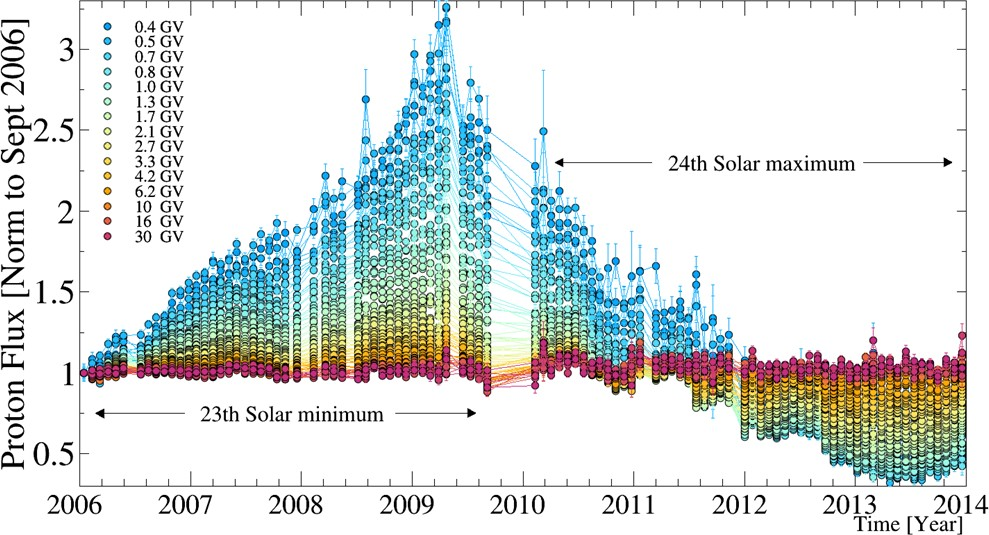 Proton Flux [Norm to Sept 2006]
3
2.5
2
1.5
1
0.5
0.4 GV
0.5 GV
0.7 GV
0.8 GV
1.0 GV
1.3 GV
1.7 GV
2.1 GV
2.7 GV
3.3 GV
4.2 GV
6.2 GV
10 GV
16 GV
30 GV
24th Solar maximum
23th Solar minimum
2006 2007 2008 2009 2010 2011 2012 2013 2014
Time [Year]